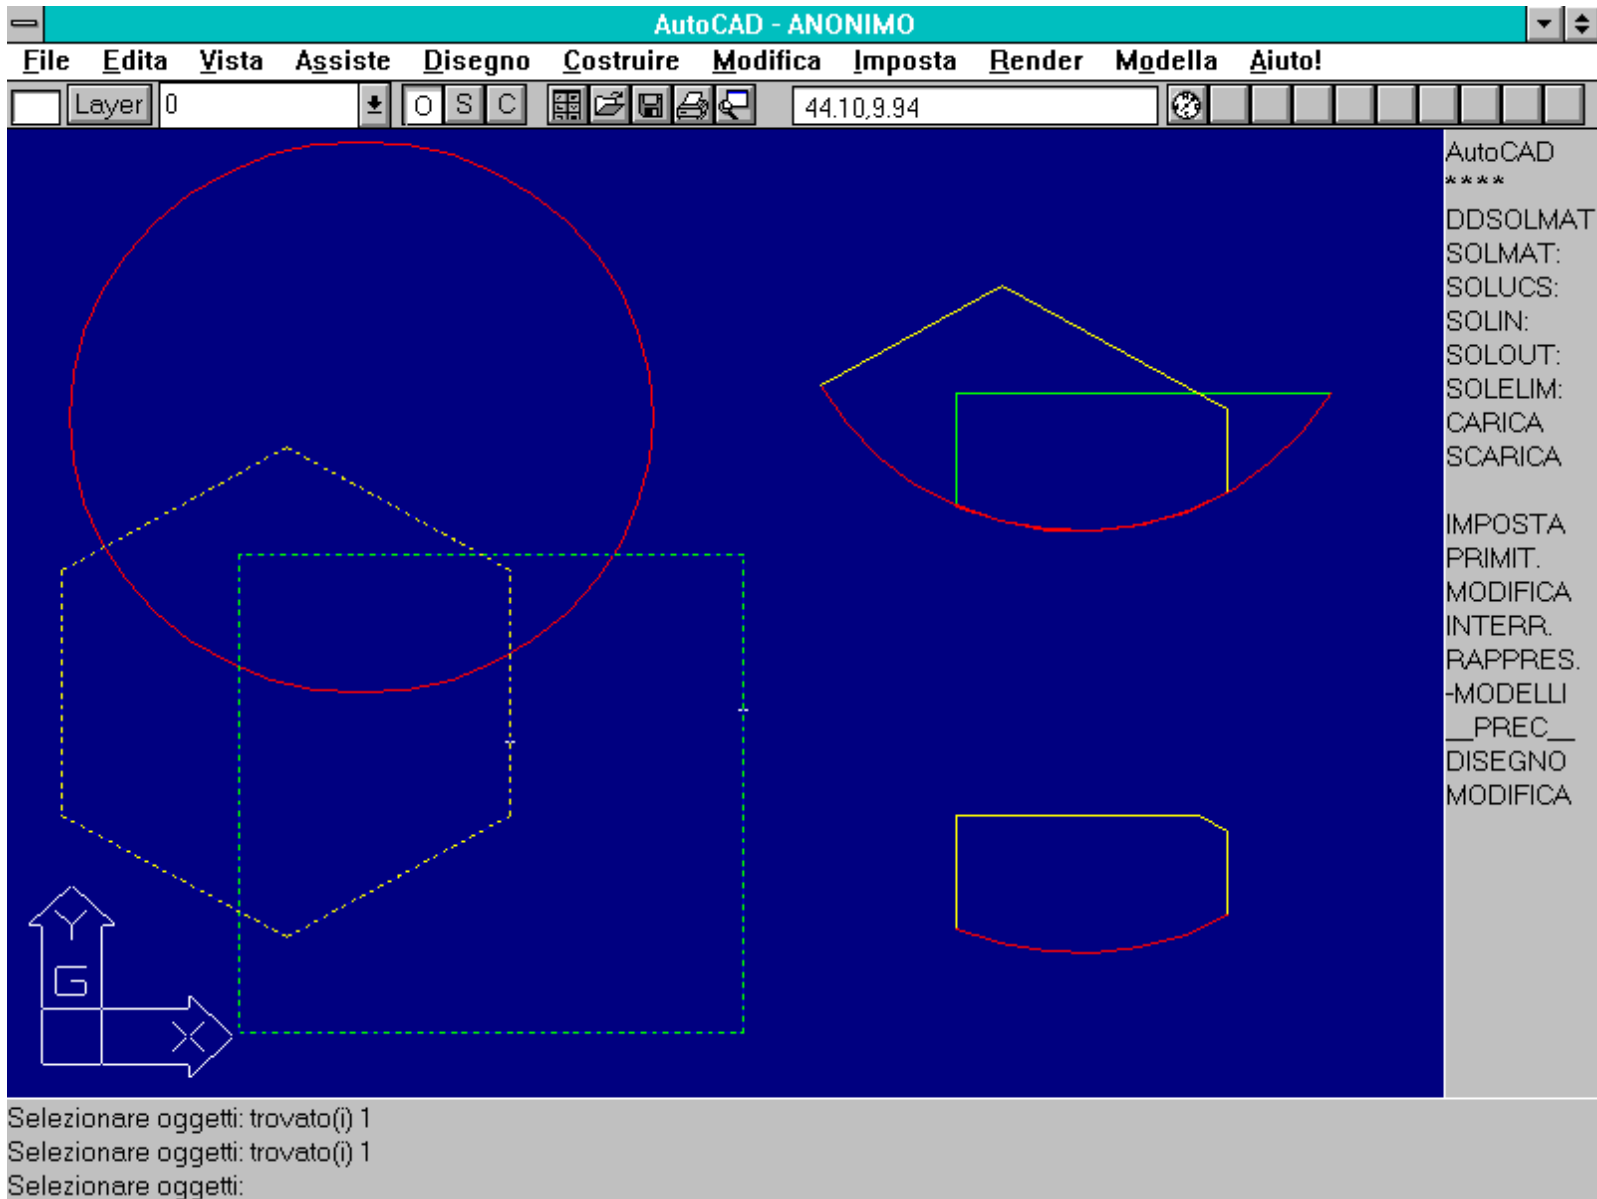 AutoCAD - ANONIMO
File Edita Vista Assiste Disegno Costruire Modifica Imposta Render Modella Aiuto!
Layer 0 O S C 44.10,9.94
AutoCAD
* * * *
DDSOLMAT
SOLMAT:
SOLUCS:
SOLIN:
SOLOUT:
SOLELIM:
CARICA
SCARICA
IMPOSTA
PRIMIT.
MODIFICA
INTERR.
RAPPRES.
-MODELLI
__PREC__
DISEGNO
MODIFICA
Y
G
X
Selezionare oggetti: trovato(i) 1
Selezionare oggetti: trovato(i) 1
Selezionare oggetti: